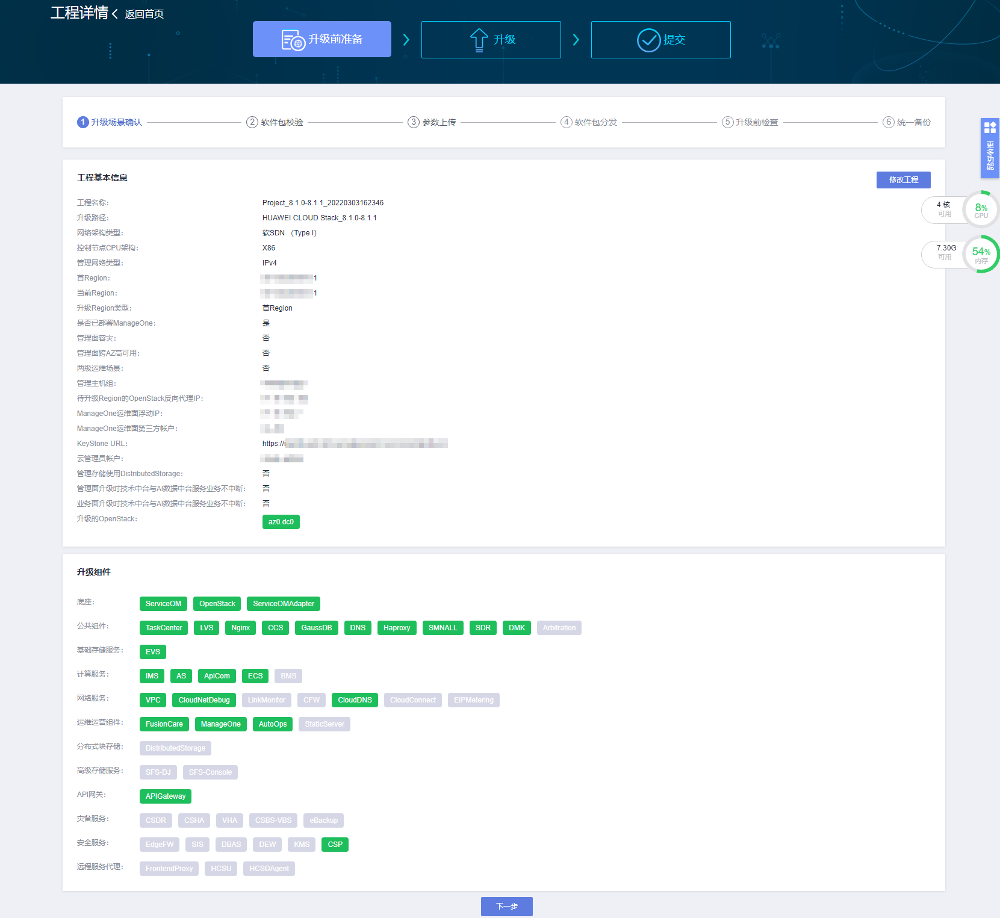 工程详情 返回首页
升级前准备 升级 提交
1 升级场景确认 2 软件包校验 3 参数上传 4 软件包分发 5 升级前检查 6 统一备份
更多功能
工程基本信息 修改工程
工程名称: Project_8.1.0-8.1.1_20220303162346
升级路径: HUAWEI CLOUD Stack_8.1.0-8.1.1
4 核 可用 8% CPU
网络架构类型: 软SDN （Type I）
控制节点CPU架构: X86
7.30G 可用 54% 内存
管理网络类型: IPv4
首Region: 1
当前Region: 1
升级Region类型: 首Region
是否已部署ManageOne: 是
管理面容灾: 否
管理面跨AZ高可用: 否
两级运维场景: 否
管理主机组:
待升级Region的OpenStack反向代理IP:
ManageOne运维面浮动IP:
ManageOne运维面第三方帐户:
KeyStone URL: https://i
云管理员帐户:
管理存储使用DistributedStorage: 否
管理面升级时技术中台与AI数据中台服务业务不中断: 否
业务面升级时技术中台与AI数据中台服务业务不中断: 否
升级的OpenStack: az0.dc0
升级组件
底座: ServiceOM OpenStack ServiceOMAdapter
公共组件: TaskCenter LVS Nginx CCS GaussDB DNS Haproxy SMNALL SDR DMK Arbitration
基础存储服务: EVS
计算服务: IMS AS ApiCom ECS BMS
网络服务: VPC CloudNetDebug LinkMonitor CFW CloudDNS CloudConnect EIPMetering
运维运营组件: FusionCare ManageOne AutoOps StaticServer
分布式块存储: DistributedStorage
高级存储服务: SFS-DJ SFS-Console
API网关: APIGateway
灾备服务: CSDR CSHA VHA CSBS-VBS eBackup
安全服务: EdgeFW SIS DBAS DEW KMS CSP
远程服务代理: FrontendProxy HCSU HCSDAgent
下一步